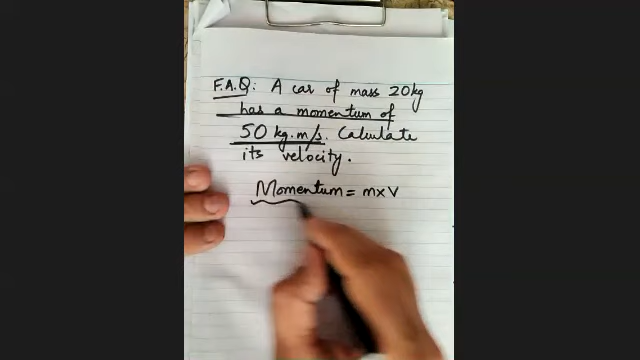 F.A.Q: A car of mass 20kg
has a momentum of
50 kg.m/s. Calculate
its velocity.
Momentum = m×V